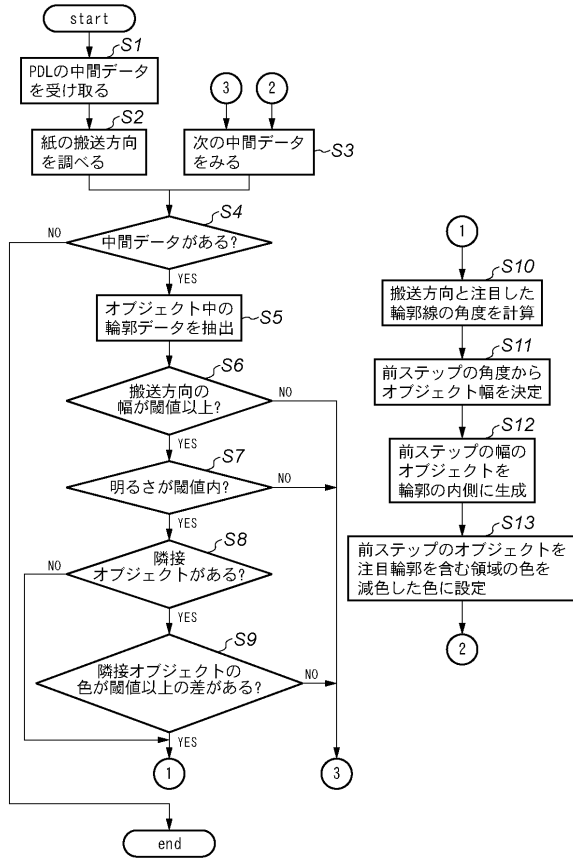 start
S1
PDLの中間データ
を受け取る
S2
紙の搬送方向
を調べる
3
2
次の中間データ
をみる
S3
S4
中間データがある?
NO
YES
オブジェクト中の
輪郭データを抽出
S5
S6
搬送方向の
幅が閾値以上?
NO
YES
S7
明るさが閾値内?
NO
YES
S8
隣接
オブジェクトがある?
NO
YES
S9
隣接オブジェクトの
色が閾値以上の差がある?
NO
YES
1
3
end
1
S10
搬送方向と注目した
輪郭線の角度を計算
S11
前ステップの角度から
オブジェクト幅を決定
S12
前ステップの幅の
オブジェクトを
輪郭の内側に生成
S13
前ステップのオブジェクトを
注目輪郭を含む領域の色を
減色した色に設定
2